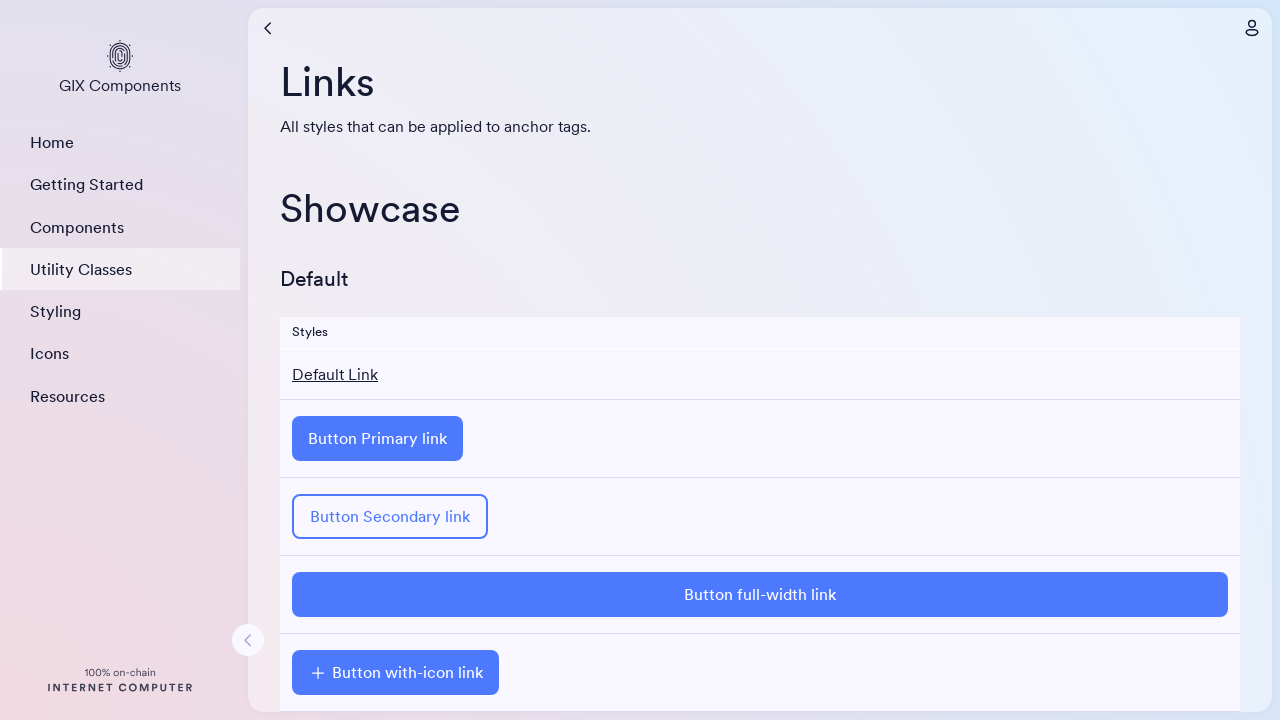 GIX Components
Home
Getting Started
Components
Utility Classes
Styling
Icons
Resources
100% on-chain
INTERNET COMPUTER
Links
All styles that can be applied to anchor tags.
Showcase
Default
Styles
Default Link
Button Primary link
Button Secondary link
Button full-width link
Button with-icon link